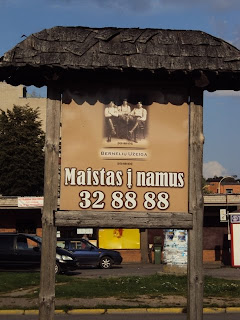 BERNELIŲ UŽEIGA
Maistas į namus
32 88 88